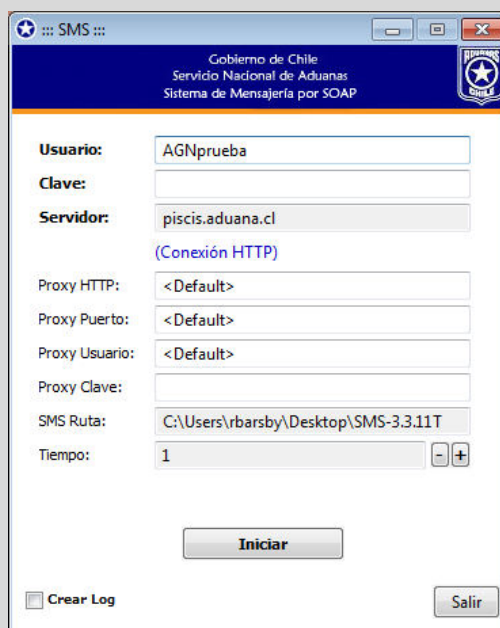 ::: SMS :::
Gobierno de Chile
Servicio Nacional de Aduanas
Sistema de Mensajería por SOAP
ADUANAS
CHILE
Usuario: AGNprueba
Clave:
Servidor: piscis.aduana.cl
(Conexión HTTP)
Proxy HTTP: <Default>
Proxy Puerto: <Default>
Proxy Usuario: <Default>
Proxy Clave:
SMS Ruta: C:\Users\rbarsby\Desktop\SMS-3.3.11T
Tiempo: 1 - +
Iniciar
Crear Log
Salir